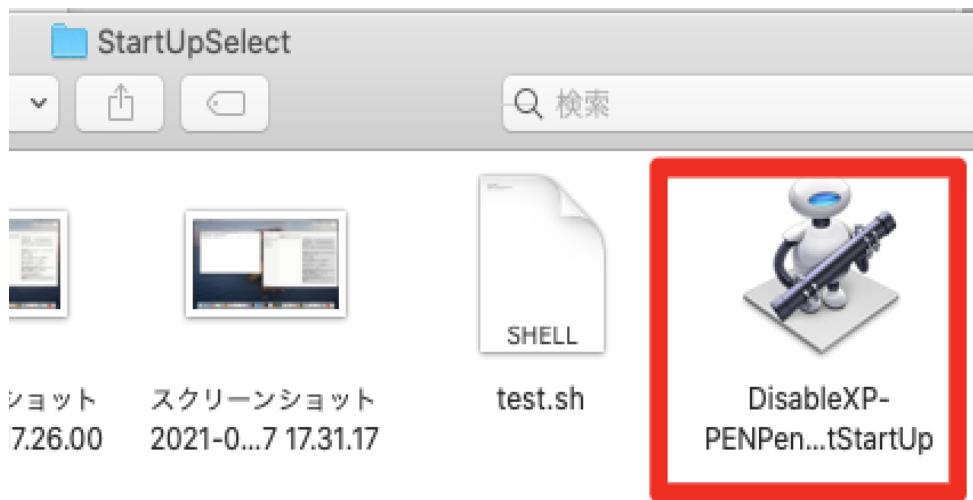 StartUpSelect
検索
SHELL
ショット
7.26.00
スクリーンショット
2021-0...7 17.31.17
test.sh
DisableXP-
PENPen...tStartUp